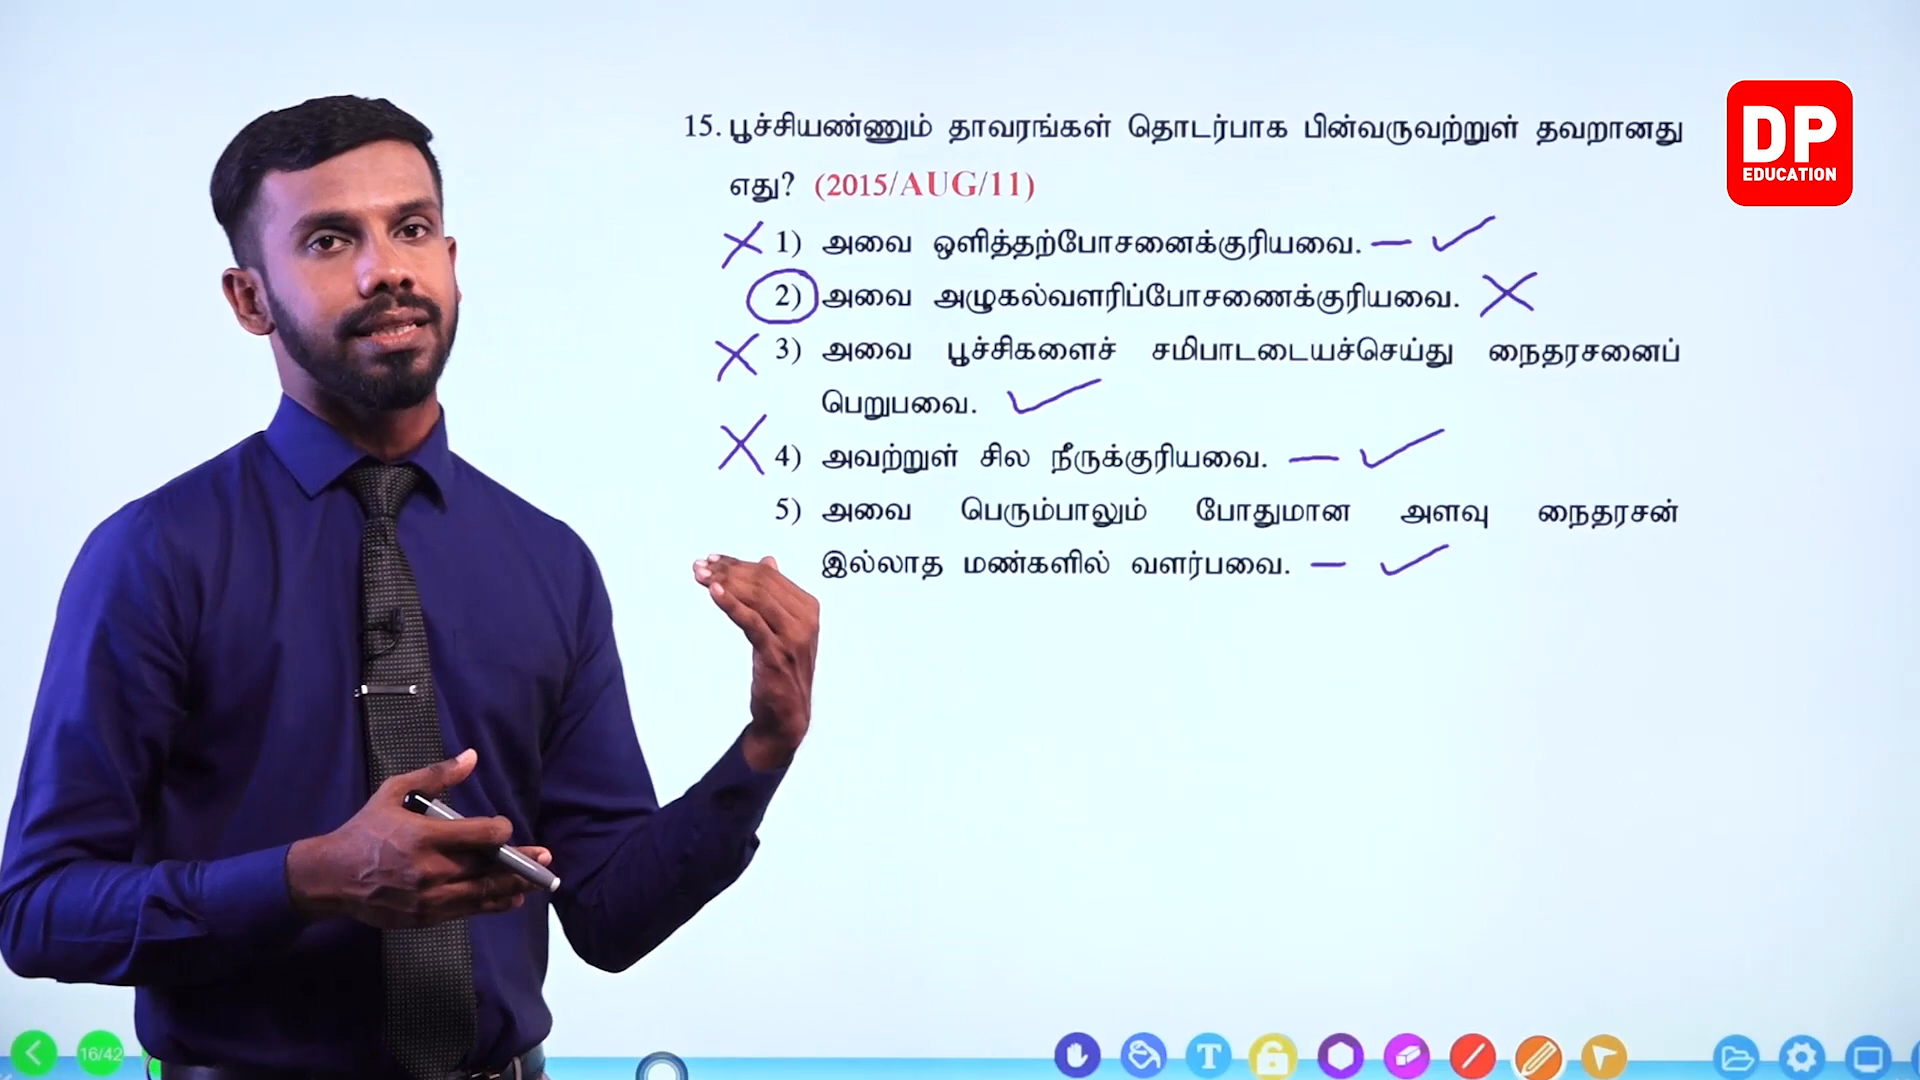 15. பூச்சியண்ணும் தாவரங்கள் தொடர்பாக பின்வருவற்றுள் தவறானது
எது? (2015/AUG/11)
1) அவை ஒளித்தற்போசனைக்குரியவை.
2) அவை அழுகல்வளரிப்போசணைக்குரியவை.
3) அவை பூச்சிகளைச் சமிபாடடையச்செய்து நைதரசனைப்
பெறுபவை.
4) அவற்றுள் சில நீருக்குரியவை.
5) அவை பெரும்பாலும் போதுமான அளவு நைதரசன்
இல்லாத மண்களில் வளர்பவை.
DP
EDUCATION
16/42
T